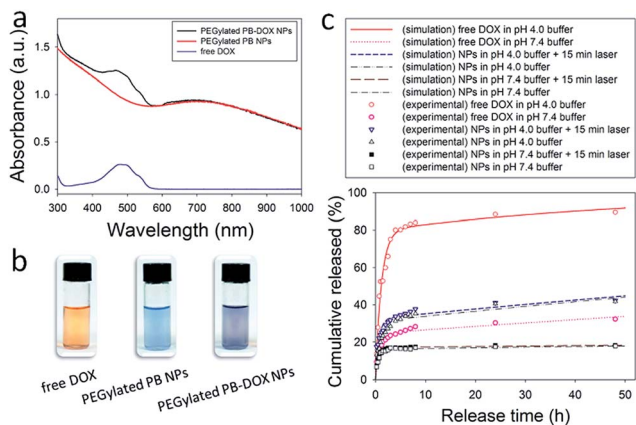 a
PEGylated PB-DOX NPs
PEGylated PB NPs
free DOX
Absorbance (a.u.)
1.5
1.0
0.5
0.0
300 400 500 600 700 800 900 1000
Wavelength (nm)
b
free DOX
PEGylated PB NPs
PEGylated PB-DOX NPs
c
(simulation) free DOX in pH 4.0 buffer
(simulation) free DOX in pH 7.4 buffer
(simulation) NPs in pH 4.0 buffer + 15 min laser
(simulation) NPs in pH 4.0 buffer
(simulation) NPs in pH 7.4 buffer + 15 min laser
(simulation) NPs in pH 7.4 buffer
(experimental) free DOX in pH 4.0 buffer
(experimental) free DOX in pH 7.4 buffer
(experimental) NPs in pH 4.0 buffer + 15 min laser
(experimental) NPs in pH 4.0 buffer
(experimental) NPs in pH 7.4 buffer + 15 min laser
(experimental) NPs in pH 7.4 buffer
Cumulative released (%)
100
80
60
40
20
0
0 10 20 30 40 50
Release time (h)